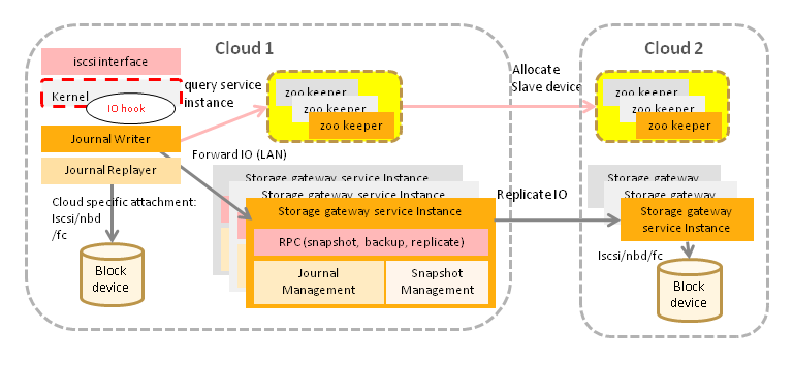 Cloud 1
Cloud 2
iscsi interface
Kernel
IO hook
Journal Writer
Journal Replayer
query service
instance
zoo keeper
zoo keeper
zoo keeper
Allocate
Slave device
zoo keeper
zoo keeper
zoo keeper
Forward IO (LAN)
Cloud specific attachment:
Iscsi/nbd
/fc
Block
device
Storage gateway service Instance
Storage gateway service Instance
Storage gateway service Instance
RPC (snapshot, backup, replicate)
Journal
Management
Snapshot
Management
Replicate IO
Storage gateway
Storage gateway
Storage gateway
service Instance
Iscsi/nbd/fc
Block
device